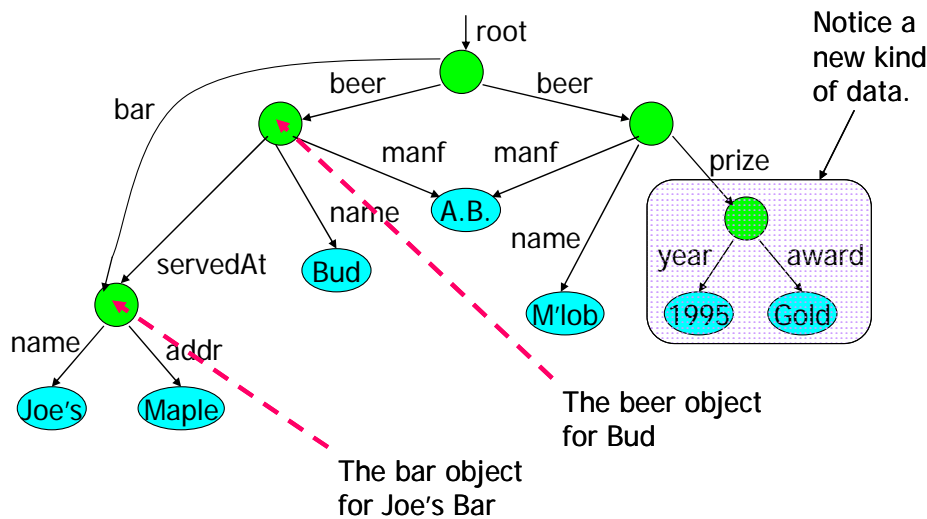 root
Notice a
new kind
of data.
beer
beer
bar
manf
manf
prize
A.B.
name
name
servedAt
Bud
year
award
M'lob
1995
Gold
name
addr
Joe's
Maple
The beer object
for Bud
The bar object
for Joe's Bar